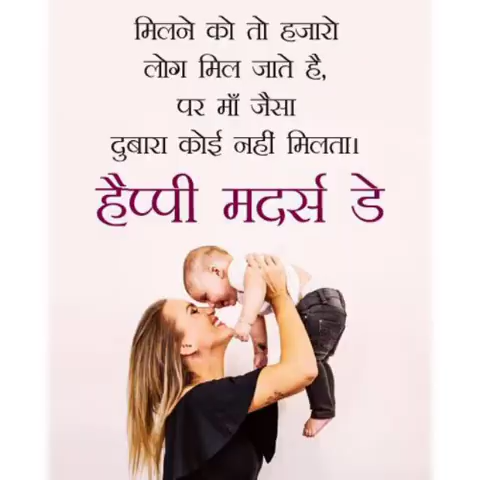 मिलने को तो हजारो
लोग मिल जाते है,
पर माँ जैसा
दुबारा कोई नहीं मिलता।
हैप्पी मदर्स डे